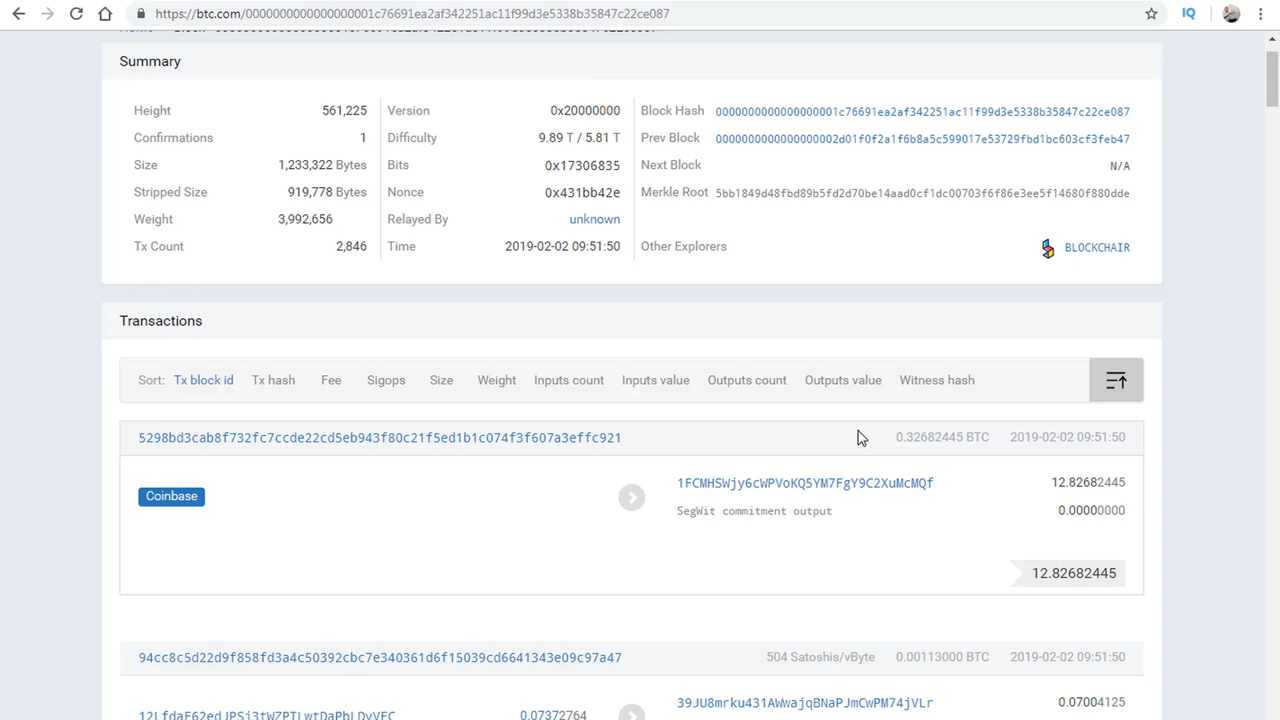 https://btc.com/0000000000000000001c76691ea2af342251ac11f99d3e5338b35847c22ce087
IQ
Summary
Height 561,225 Version 0x20000000 Block Hash 0000000000000000001c76691ea2af342251ac11f99d3e5338b35847c22ce087
Confirmations 1 Difficulty 9.89 T / 5.81 T Prev Block 0000000000000000002d01f0f2a1f6b8a5c599017e53729fbd1bc603cf3feb47
Size 1,233,322 Bytes Bits 0x17306835 Next Block N/A
Stripped Size 919,778 Bytes Nonce 0x431bb42e Merkle Root 5bb1849d48fbd89b5fd2d70be14aad0cf1dc00703f6f86e3ee5f14680f880dde
Weight 3,992,656 Relayed By unknown
Tx Count 2,846 Time 2019-02-02 09:51:50 Other Explorers BLOCKCHAIR
Transactions
Sort: Tx block id Tx hash Fee Sigops Size Weight Inputs count Inputs value Outputs count Outputs value Witness hash
5298bd3cab8f732fc7ccde22cd5eb943f80c21f5ed1b1c074f3f607a3effc921 0.32682445 BTC 2019-02-02 09:51:50
Coinbase 1FCMHSWjy6cWPVoKQ5YM7FgY9C2XuMcMQf 12.82682445
SegWit commitment output 0.00000000
12.82682445
94cc8c5d22d9f858fd3a4c50392cbc7e340361d6f15039cd6641343e09c97a47 504 Satoshis/vByte 0.00113000 BTC 2019-02-02 09:51:50
39JU8mrku431AWwajqBNaPJmCwPM74jVLr 0.07004125
0.07372764